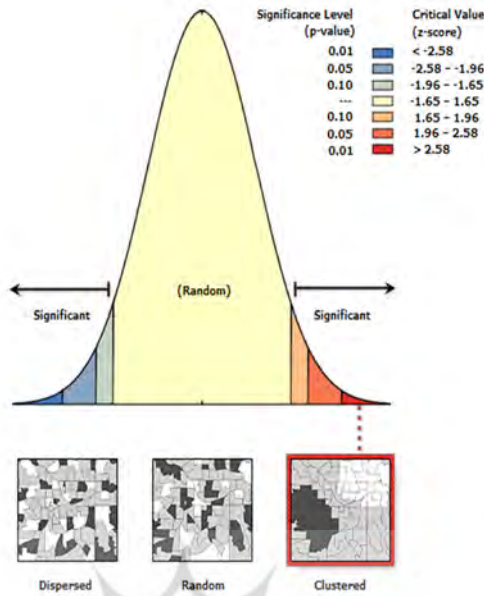 Significance Level Critical Value
(p-value) (z-score)
0.01 < -2.58
0.05 -2.58 – -1.96
0.10 -1.96 – -1.65
--- -1.65 – 1.65
0.10 1.65 – 1.96
0.05 1.96 – 2.58
0.01 > 2.58
(Random)
Significant Significant
Dispersed Random Clustered